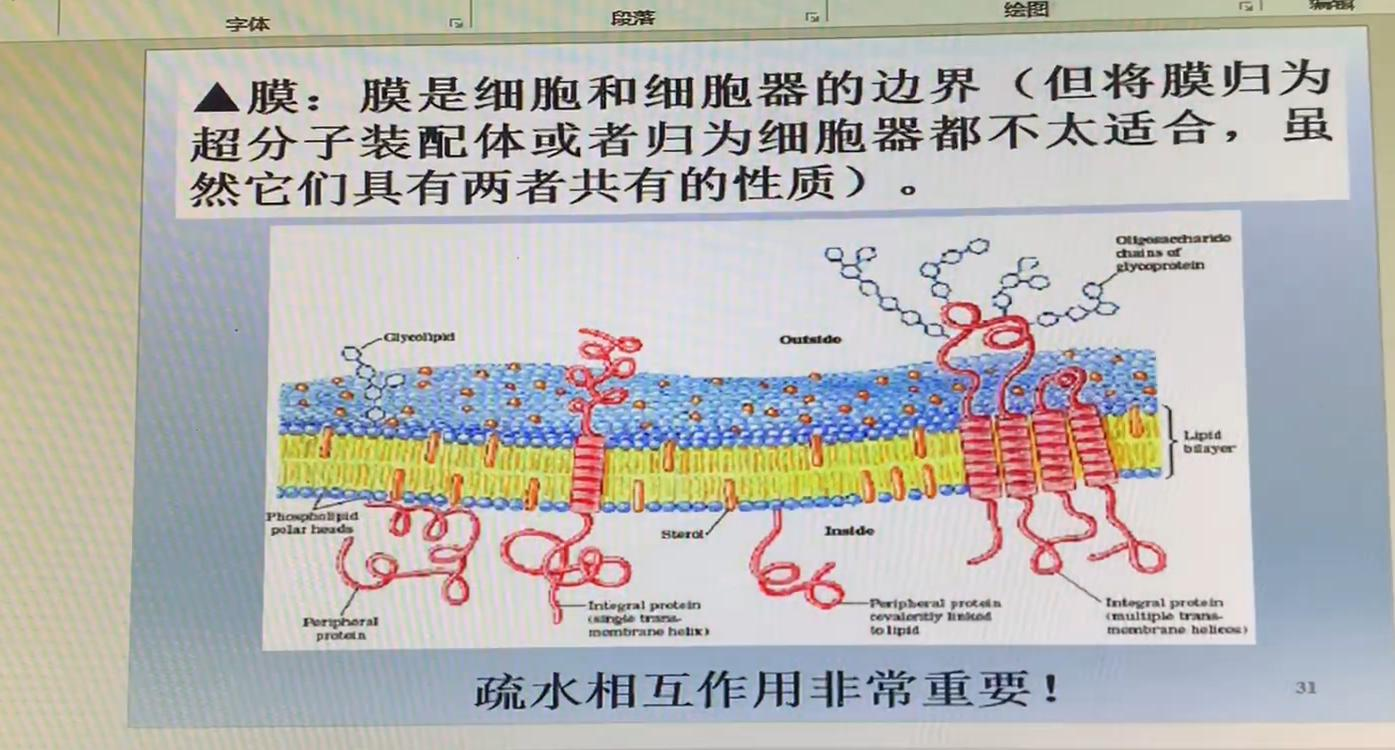 字体
段落
绘图
编辑
▲膜：膜是细胞和细胞器的边界（但将膜归为
超分子装配体或者归为细胞器都不太适合，虽
然它们具有两者共有的性质）。
Oligosaccharide
chains of
glycoprotein
Glycolipid
Outside
Lipid
bilayer
Phospholipid
polar heads
Sterol
Inside
Peripheral
protein
Integral protein
(single trans-
membrane helix)
Peripheral protein
covalently linked
to lipid
Integral protein
(multiple trans-
membrane helices)
疏水相互作用非常重要！
31